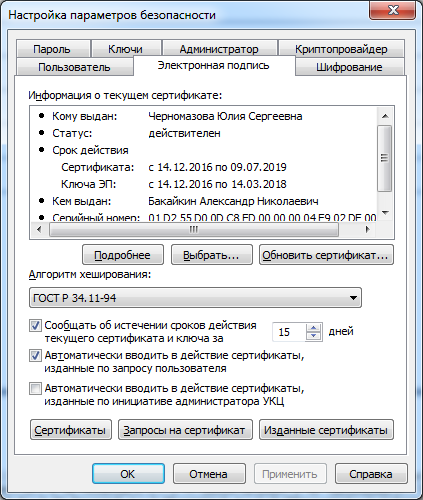 Настройка параметров безопасности
Пароль Ключи Администратор Криптопровайдер
Пользователь Электронная подпись Шифрование
Информация о текущем сертификате:
Кому выдан: Черномазова Юлия Сергеевна
Статус: действителен
Срок действия
Сертификата: с 14.12.2016 по 09.07.2019
Ключа ЭП: с 14.12.2016 по 14.03.2018
Кем выдан: Бакайкин Александр Николаевич
Серийный номер: 01 D2 55 D0 0D C8 ED 00 00 00 04 F9 02 DE 00
Подробнее Выбрать... Обновить сертификат...
Алгоритм хеширования:
ГОСТ Р 34.11-94
Сообщать об истечении сроков действия
текущего сертификата и ключа за 15 дней
Автоматически вводить в действие сертификаты,
изданные по запросу пользователя
Автоматически вводить в действие сертификаты,
изданные по инициативе администратора УКЦ
Сертификаты Запросы на сертификат Изданные сертификаты
ОК Отмена Применить Справка